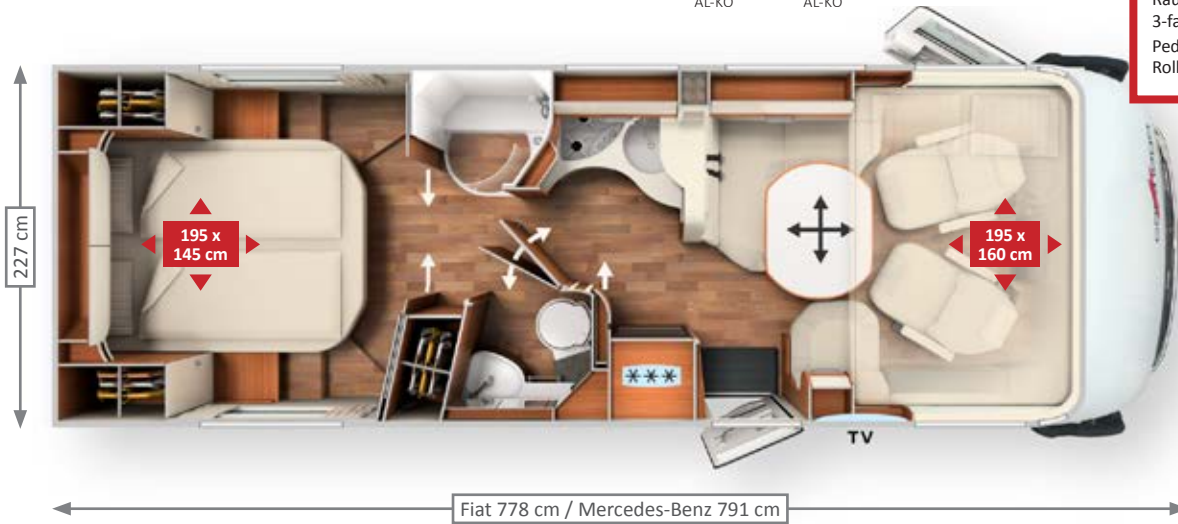 AL-KO AL-KO
3-fa
Ped
Roll
227 cm
195 x
145 cm
195 x
160 cm
TV
Fiat 778 cm / Mercedes-Benz 791 cm